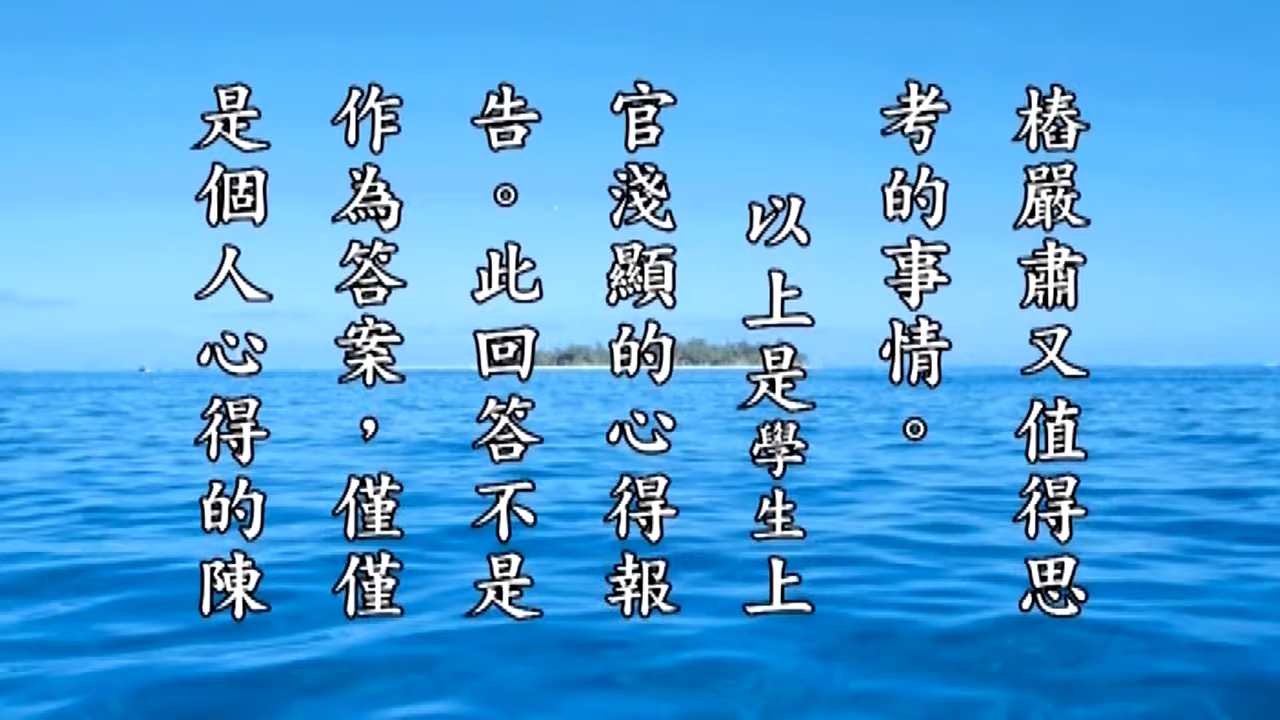 樁嚴肅又值得思
考的事情。
以上是學生上
官淺顯的心得報
告。此回答不是
作為答案，僅僅
是個人心得的陳